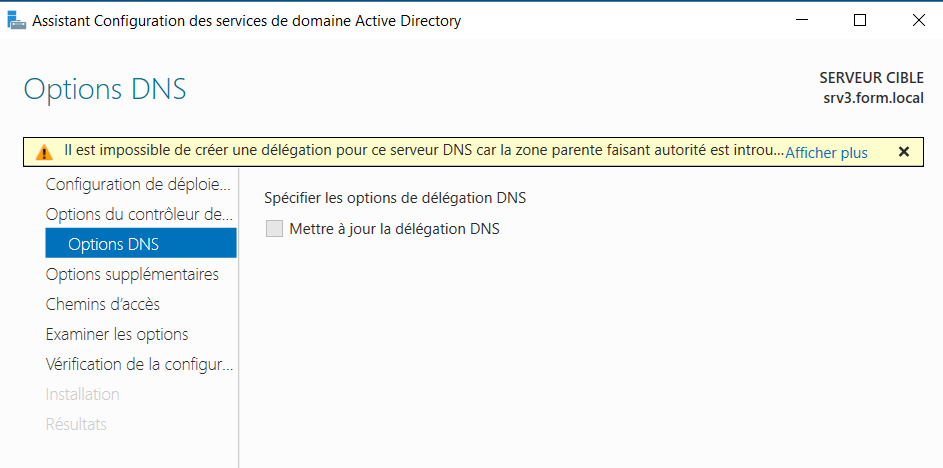 Assistant Configuration des services de domaine Active Directory
Options DNS
SERVEUR CIBLE
srv3.form.local
Il est impossible de créer une délégation pour ce serveur DNS car la zone parente faisant autorité est introu... Afficher plus
Configuration de déploie...
Options du contrôleur de...
Options DNS
Options supplémentaires
Chemins d'accès
Examiner les options
Vérification de la configur...
Installation
Résultats
Spécifier les options de délégation DNS
Mettre à jour la délégation DNS